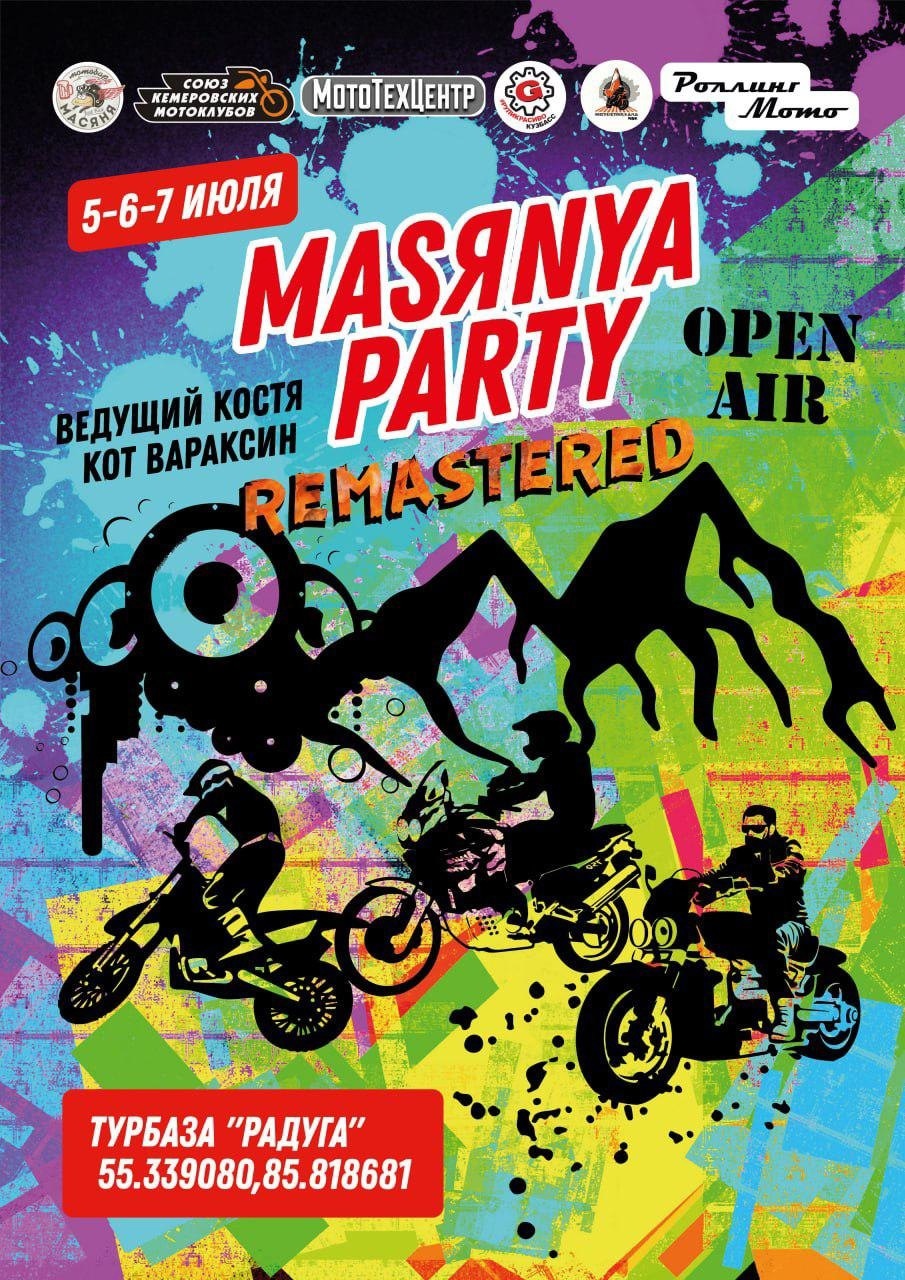 мотобар
МАСЯНЯ
СОЮЗ
КЕМЕРОВСКИХ
МОТОКЛУБОВ
МотоТехЦентр
G
КУЗБАСС
Роллинг
Мото
5-6-7 ИЮЛЯ
MASЯNYA
PARTY
OPEN
AIR
ВЕДУЩИЙ КОСТЯ
КОТ ВАРАКСИН
REMASTERED
ТУРБАЗА "РАДУГА"
55.339080,85.818681